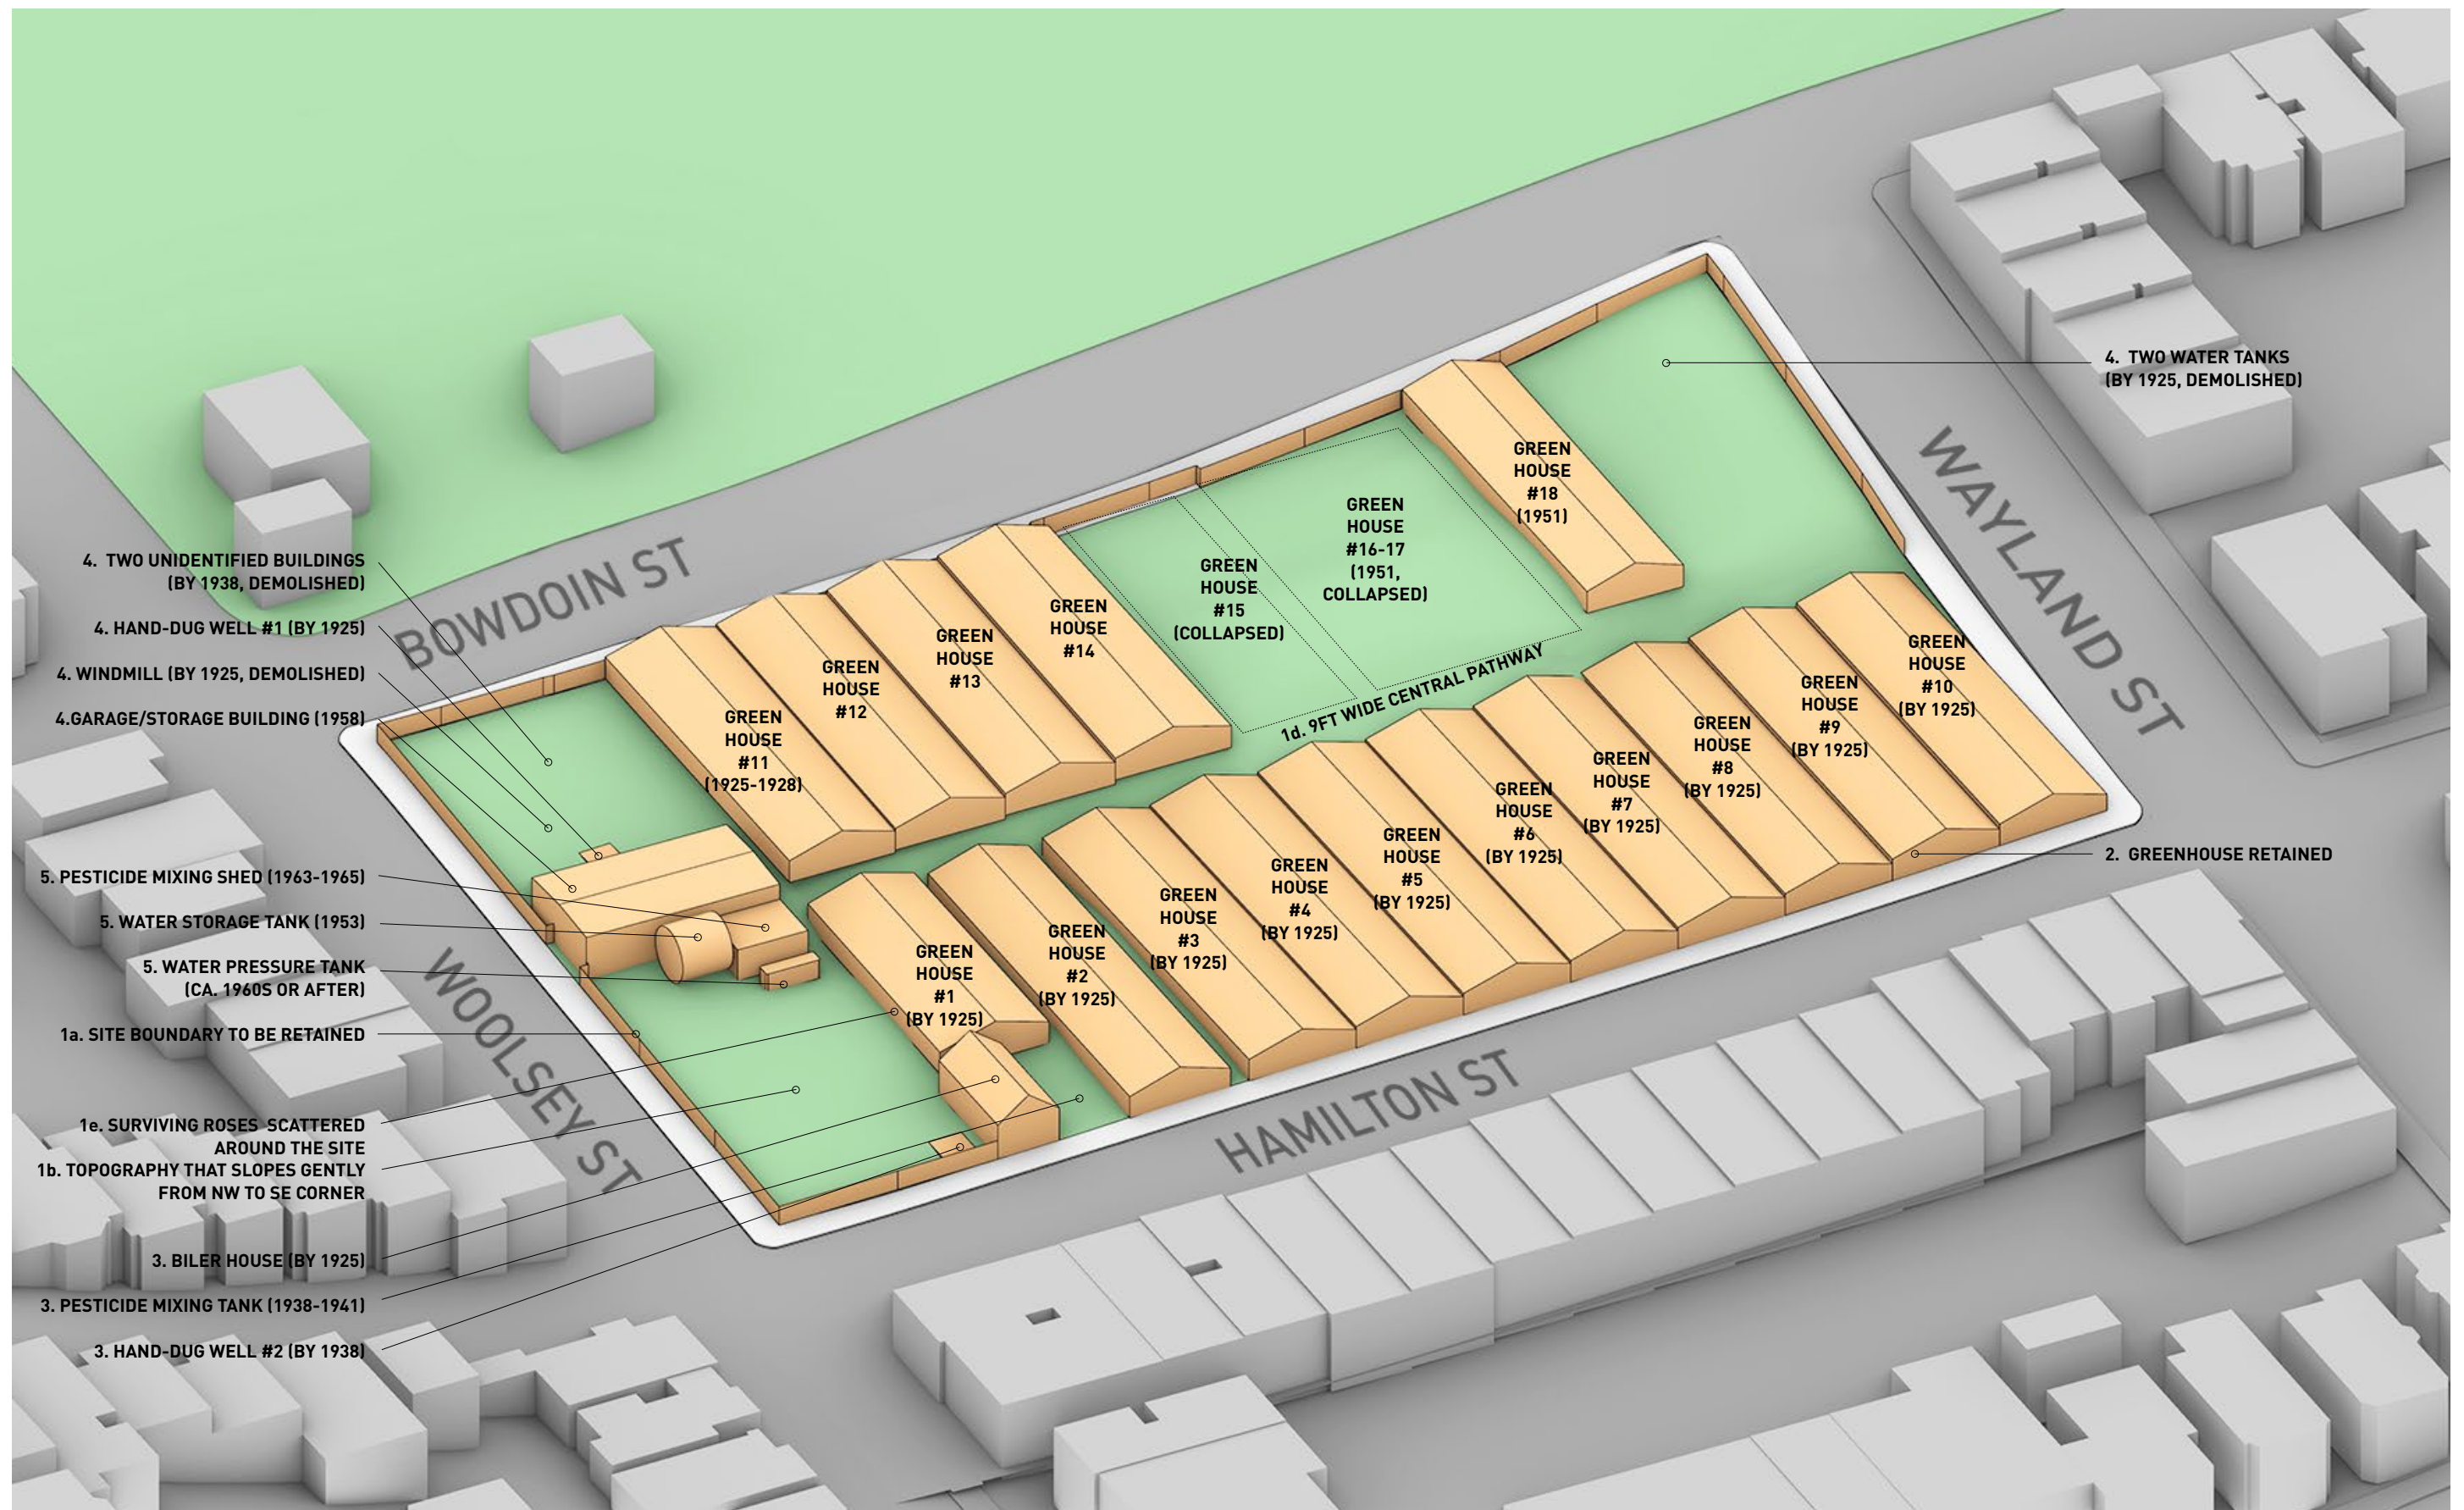 BOWDOIN ST
WAYLAND ST
WOOLSEY ST
HAMILTON ST
4. TWO WATER TANKS
(BY 1925, DEMOLISHED)
2. GREENHOUSE RETAINED
4. TWO UNIDENTIFIED BUILDINGS
(BY 1938, DEMOLISHED)
4. HAND-DUG WELL #1 (BY 1925)
4. WINDMILL (BY 1925, DEMOLISHED)
4.GARAGE/STORAGE BUILDING (1958)
5. PESTICIDE MIXING SHED (1963-1965)
5. WATER STORAGE TANK (1953)
5. WATER PRESSURE TANK
(CA. 1960S OR AFTER)
1a. SITE BOUNDARY TO BE RETAINED
1e. SURVIVING ROSES SCATTERED
AROUND THE SITE
1b. TOPOGRAPHY THAT SLOPES GENTLY
FROM NW TO SE CORNER
3. BILER HOUSE (BY 1925)
3. PESTICIDE MIXING TANK (1938-1941)
3. HAND-DUG WELL #2 (BY 1938)
GREEN
HOUSE
#18
(1951)
GREEN
HOUSE
#16-17
(1951,
COLLAPSED)
GREEN
HOUSE
#15
(COLLAPSED)
GREEN
HOUSE
#14
GREEN
HOUSE
#13
GREEN
HOUSE
#12
GREEN
HOUSE
#11
(1925-1928)
1d. 9FT WIDE CENTRAL PATHWAY
GREEN
HOUSE
#10
(BY 1925)
GREEN
HOUSE
#9
(BY 1925)
GREEN
HOUSE
#8
(BY 1925)
GREEN
HOUSE
#7
(BY 1925)
GREEN
HOUSE
#6
(BY 1925)
GREEN
HOUSE
#5
(BY 1925)
GREEN
HOUSE
#4
(BY 1925)
GREEN
HOUSE
#3
(BY 1925)
GREEN
HOUSE
#2
(BY 1925)
GREEN
HOUSE
#1
(BY 1925)